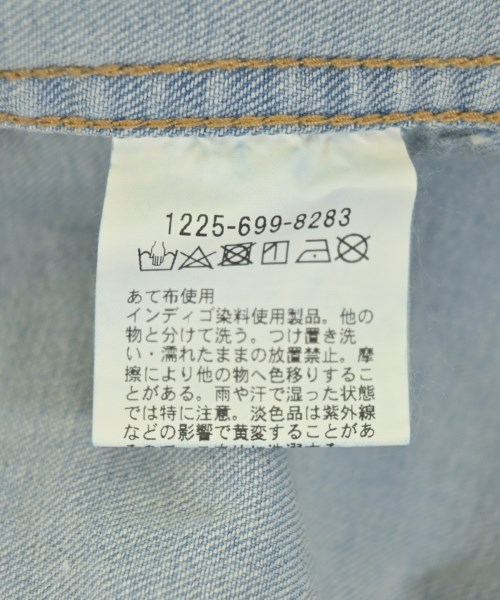 1225-699-8283
あて布使用
インディゴ染料使用製品。他の
物と分けて洗う。つけ置き洗
い・濡れたままの放置禁止。摩
擦により他の物へ色移りするこ
とがある。雨や汗で湿った状態
では特に注意。淡色品は紫外線
などの影響で黄変することがあ